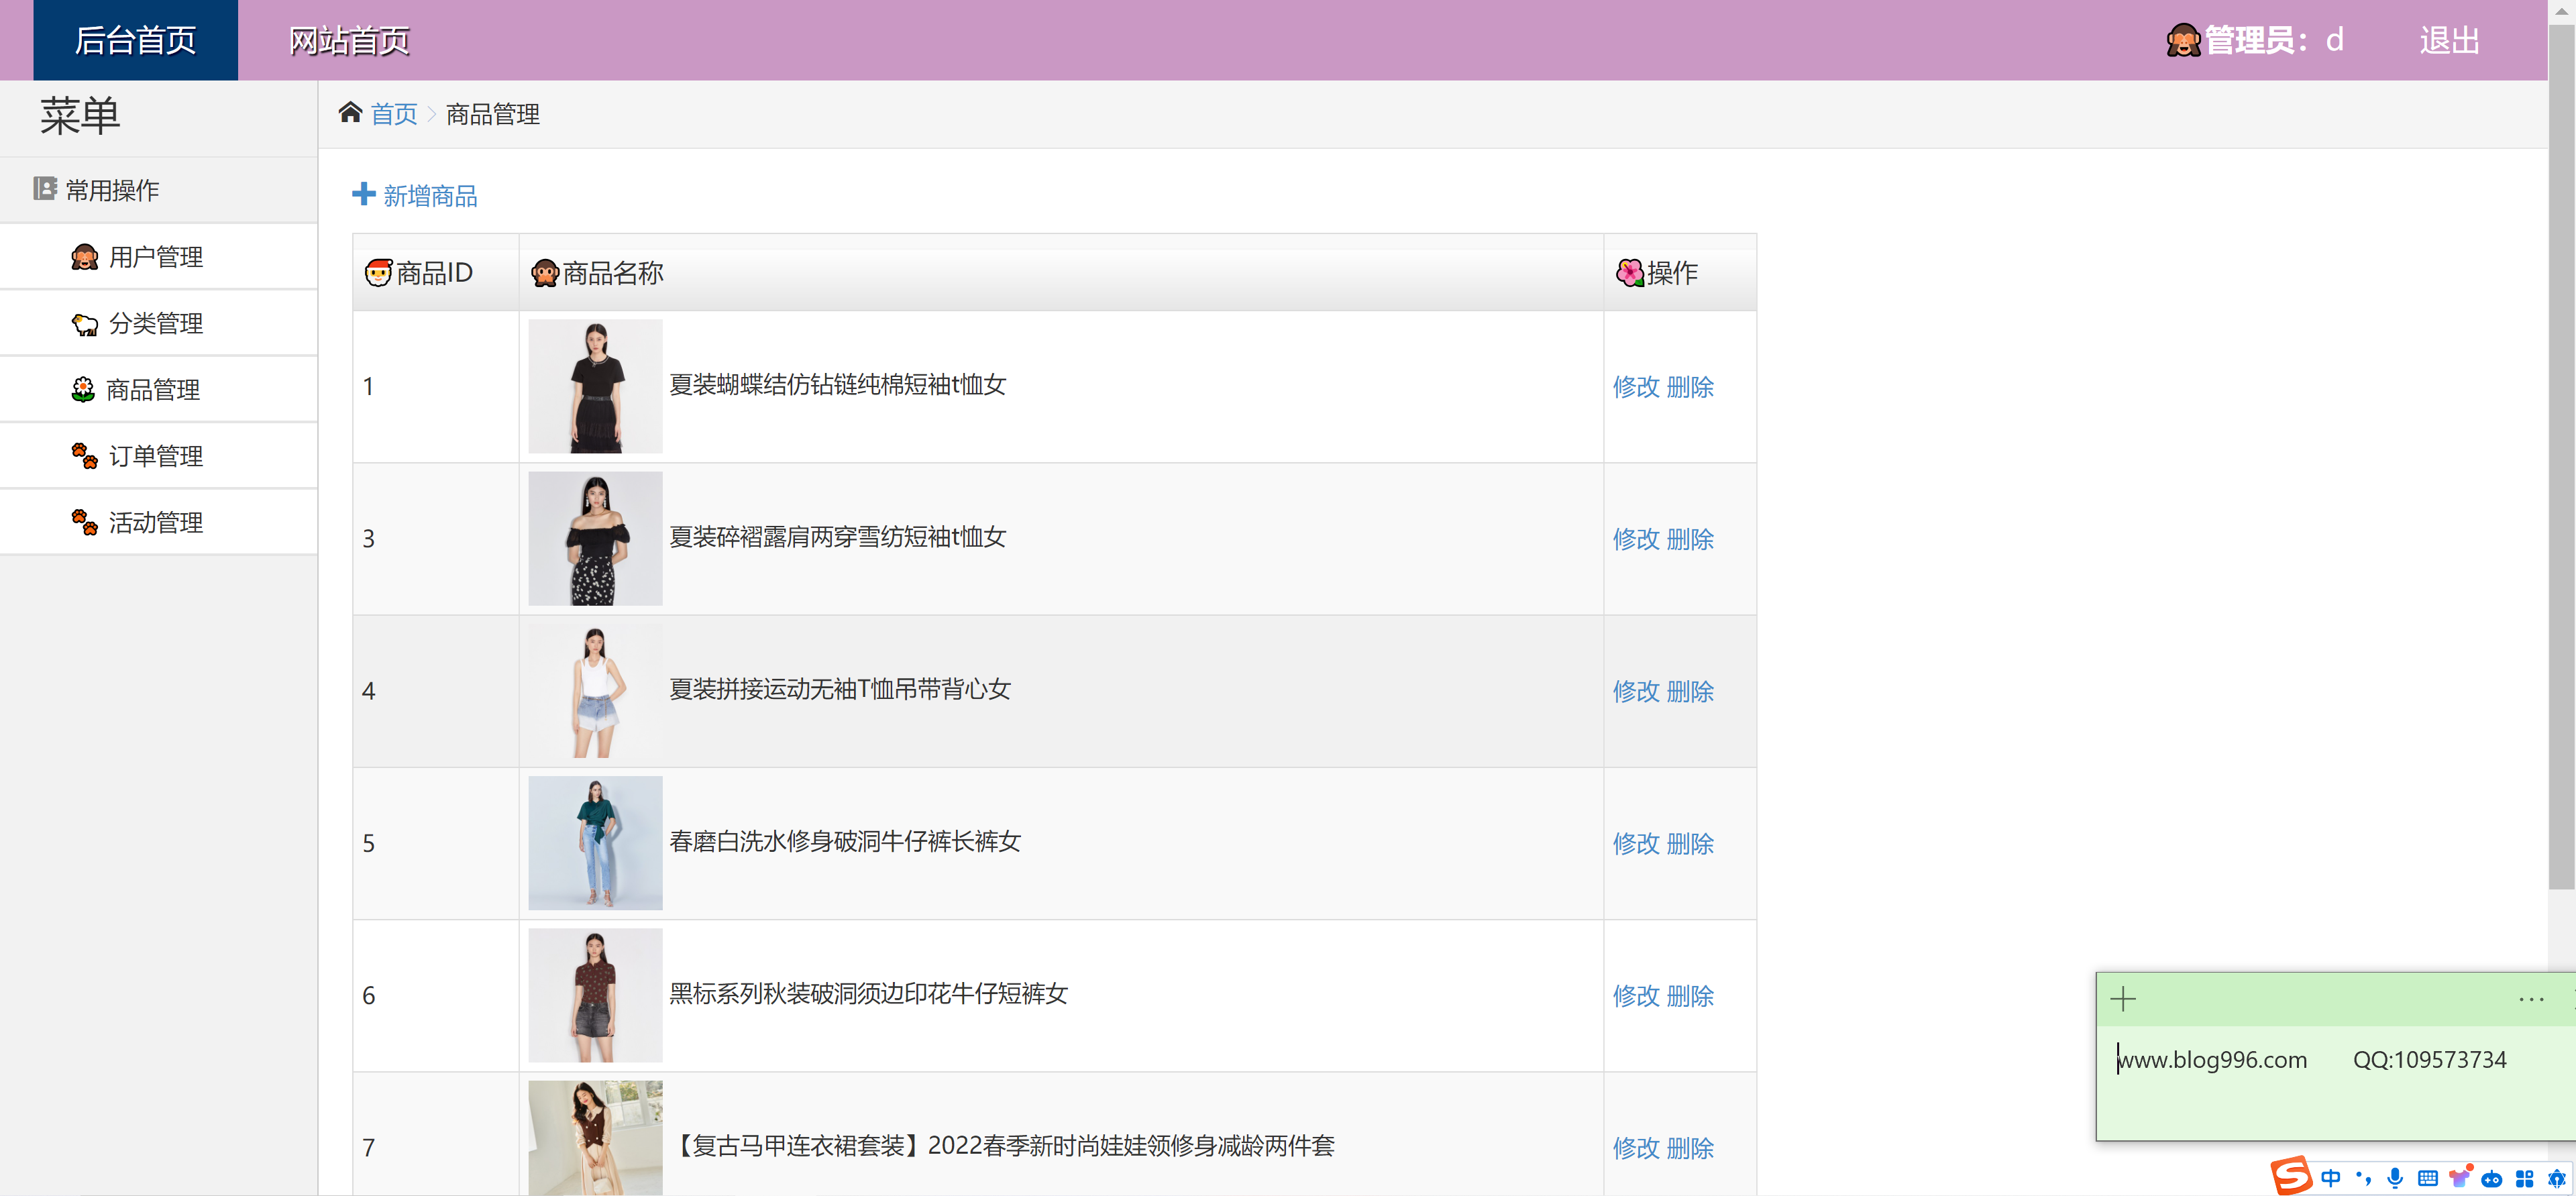 后台首页 网站首页 管理员：d 退出
菜单
首页 商品管理
常用操作
新增商品
用户管理
分类管理
商品管理
订单管理
活动管理
商品ID 商品名称 操作
1 夏装蝴蝶结仿钻链纯棉短袖t恤女 修改 删除
3 夏装碎褶露肩两穿雪纺短袖t恤女 修改 删除
4 夏装拼接运动无袖T恤吊带背心女 修改 删除
5 春磨白洗水修身破洞牛仔裤长裤女 修改 删除
6 黑标系列秋装破洞须边印花牛仔短裤女 修改 删除
7 【复古马甲连衣裙套装】2022春季新时尚娃娃领修身减龄两件套 修改 删除
www.blog996.com QQ:109573734
中